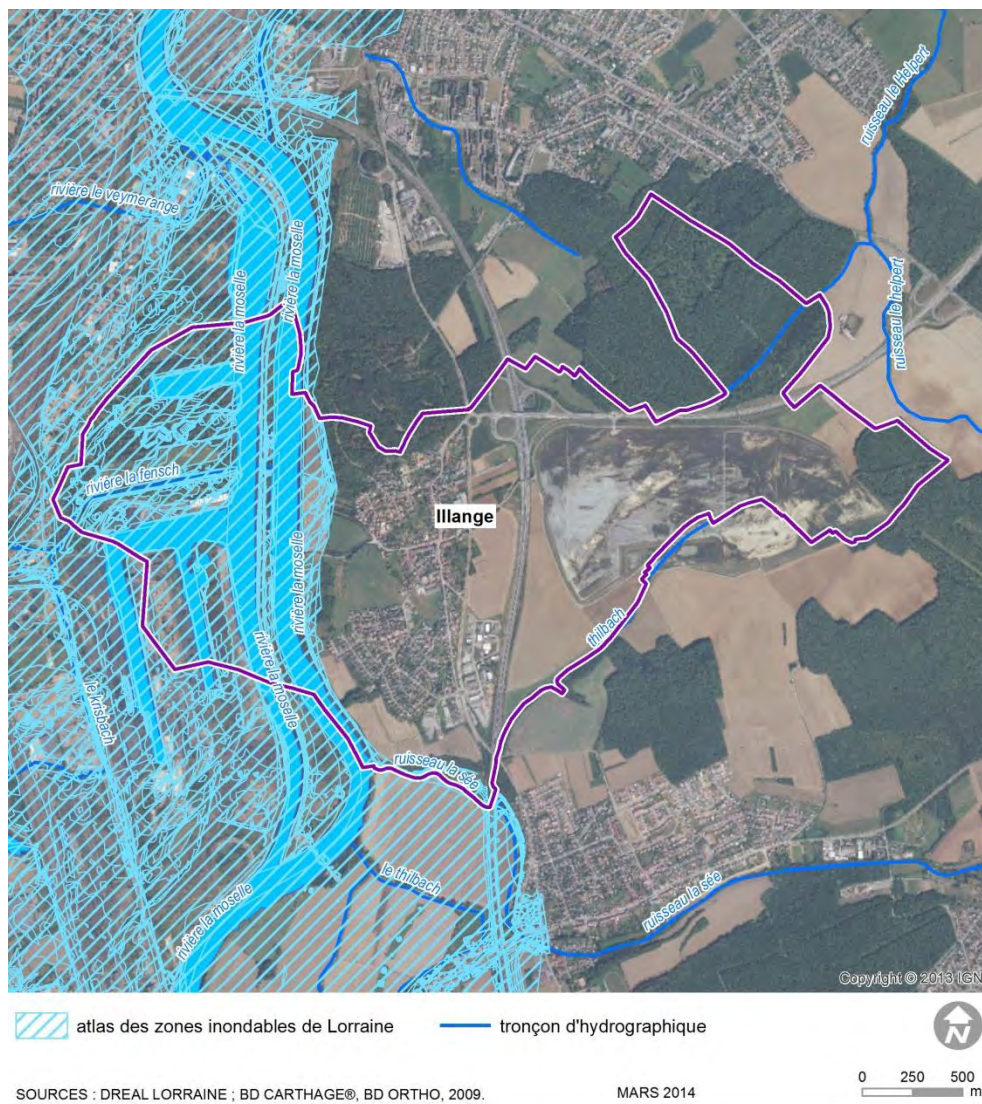 ruisseau le Helpert
rivière le veymerange
rivière la moselle
rivière la moselle
ruisseau le helpert
rivière la fensch
Illange
rivière la moselle
thilbach
rivière la moselle
le krisbach
ruisseau la sée
le thilbach
ruisseau la sée
rivière la moselle
Copyright © 2013 IGN
atlas des zones inondables de Lorraine
tronçon d'hydrographique
N
SOURCES : DREAL LORRAINE ; BD CARTHAGE®, BD ORTHO, 2009.
MARS 2014
0 250 500
m